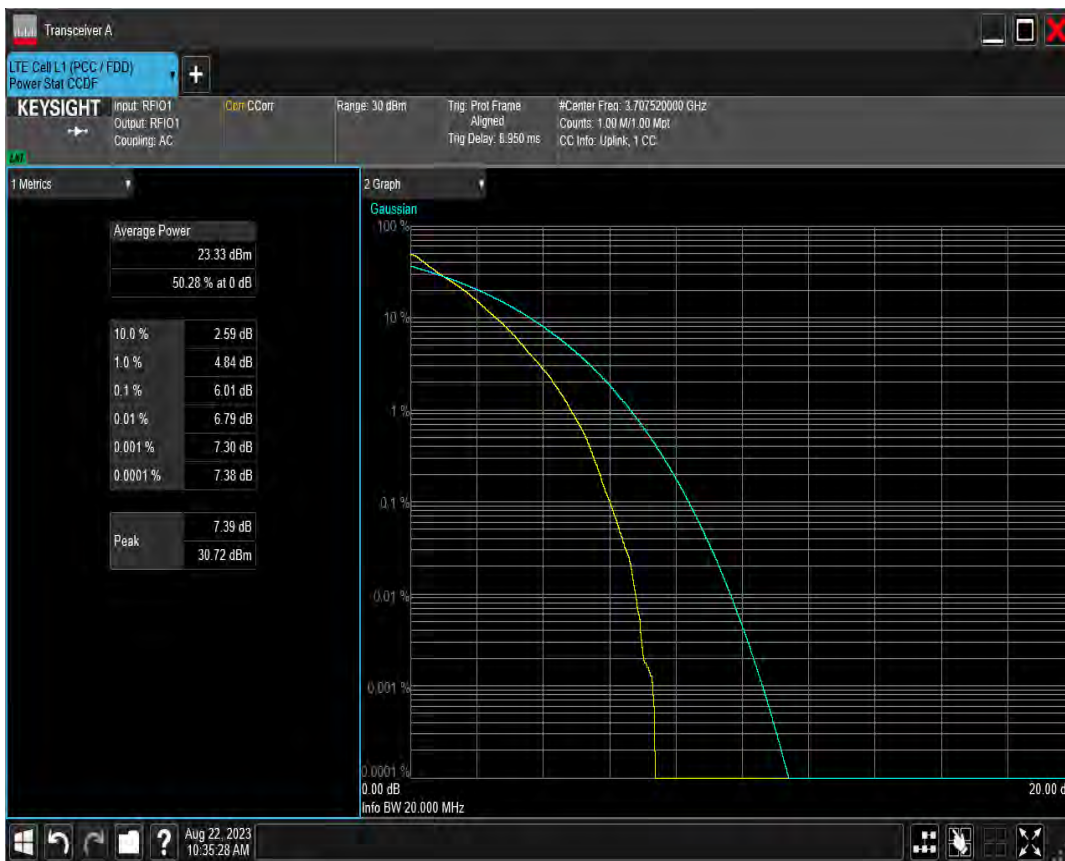 Transceiver A
LTE Cell L1 (PCC / FDD)
Power Stat CCDF
+
KEYSIGHT
LXI
Input: RFIO1
Output: RFIO1
Coupling: AC
Corr CCorr
Range: 30 dBm
Trig: Prot Frame
Aligned
Trig Delay: 8.950 ms
#Center Freq: 3.707520000 GHz
Counts: 1.00 M/1.00 Mpt
CC Info: Uplink, 1 CC
1 Metrics
Average Power
23.33 dBm
50.28 % at 0 dB
10.0 % 2.59 dB
1.0 % 4.84 dB
0.1 % 6.01 dB
0.01 % 6.79 dB
0.001 % 7.30 dB
0.0001 % 7.38 dB
Peak 7.39 dB
30.72 dBm
2 Graph
Gaussian
100 %
10 %
1 %
0.1 %
0.01 %
0.001 %
0.0001 %
0.00 dB 20.00 d
Info BW 20.000 MHz
? Aug 22, 2023
10:35:28 AM